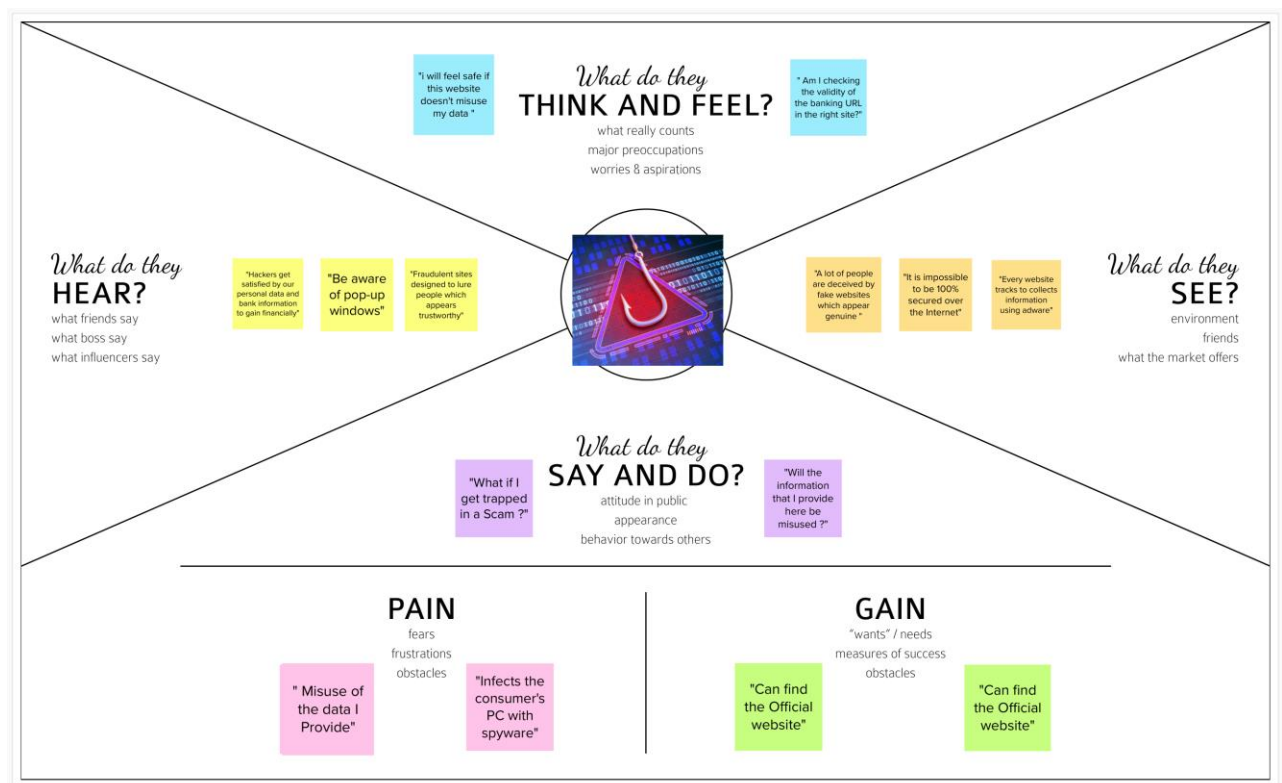 "i will feel safe if
this website
doesn't misuse
my data "
What do they
THINK AND FEEL?
what really counts
major preoccupations
worries & aspirations
" Am I checking
the validity of
the banking URL
in the right site?"
What do they
HEAR?
what friends say
what boss say
what influencers say
"Hackers get
satisfied by our
personal data and
bank information
to gain financially"
"Be aware
of pop-up
windows"
"Fraudulent sites
designed to lure
people which
appears
trustworthy"
"A lot of people
are deceived by
fake websites
which appear
genuine "
"It is impossible
to be 100%
secured over
the Internet"
"Every website
tracks to collects
information
using adware"
What do they
SEE?
environment
friends
what the market offers
"What if I
get trapped
in a Scam ?"
What do they
SAY AND DO?
attitude in public
appearance
behavior towards others
"Will the
information
that I provide
here be
misused ?"
PAIN
fears
frustrations
obstacles
" Misuse of
the data I
Provide"
"Infects the
consumer's
PC with
spyware"
GAIN
"wants" / needs
measures of success
obstacles
"Can find
the Official
website"
"Can find
the Official
website"